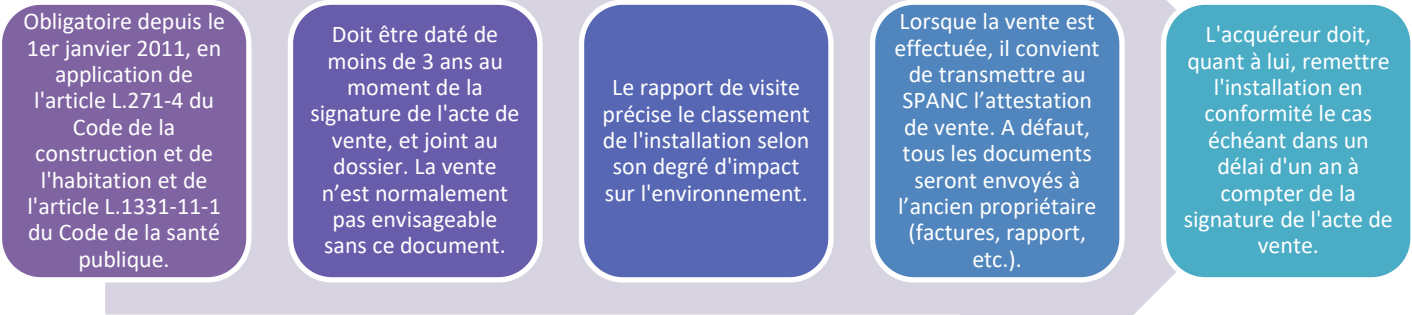 Obligatoire depuis le
1er janvier 2011, en
application de
l'article L.271-4 du
Code de la
construction et de
l'habitation et de
l'article L.1331-11-1
du Code de la santé
publique.
Doit être daté de
moins de 3 ans au
moment de la
signature de l'acte de
vente, et joint au
dossier. La vente
n’est normalement
pas envisageable
sans ce document.
Le rapport de visite
précise le classement
de l'installation selon
son degré d'impact
sur l'environnement.
Lorsque la vente est
effectuée, il convient
de transmettre au
SPANC l’attestation
de vente. A défaut,
tous les documents
seront envoyés à
l’ancien propriétaire
(factures, rapport,
etc.).
L'acquéreur doit,
quant à lui, remettre
l'installation en
conformité le cas
échéant dans un
délai d'un an à
compter de la
signature de l'acte de
vente.